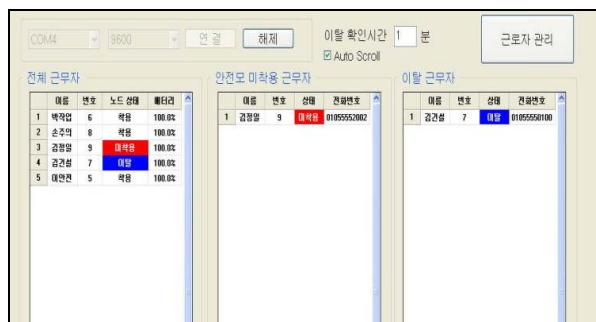 COM4 9600 연 결 해제 이탈 확인시간 1 분 근로자 관리
Auto Scroll
전체 근무자 안전모 미착용 근무자 이탈 근무자
이름 번호 노드 상태 배터리 이름 번호 상태 전화번호 이름 번호 상태 전화번호
1 박작업 6 착용 100.0% 1 김정열 9 미착용 01055552002 1 김건설 7 이탈 01055550100
2 손주의 8 착용 100.0%
3 김정열 9 미착용 100.0%
4 김건설 7 이탈 100.0%
5 이안전 5 착용 100.0%